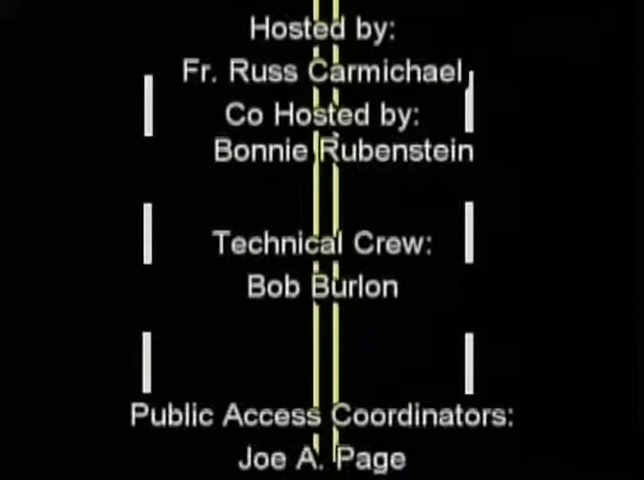 Hosted by:
Fr. Russ Carmichael
Co Hosted by:
Bonnie Rubenstein
Technical Crew:
Bob Burlon
Public Access Coordinators:
Joe A. Page